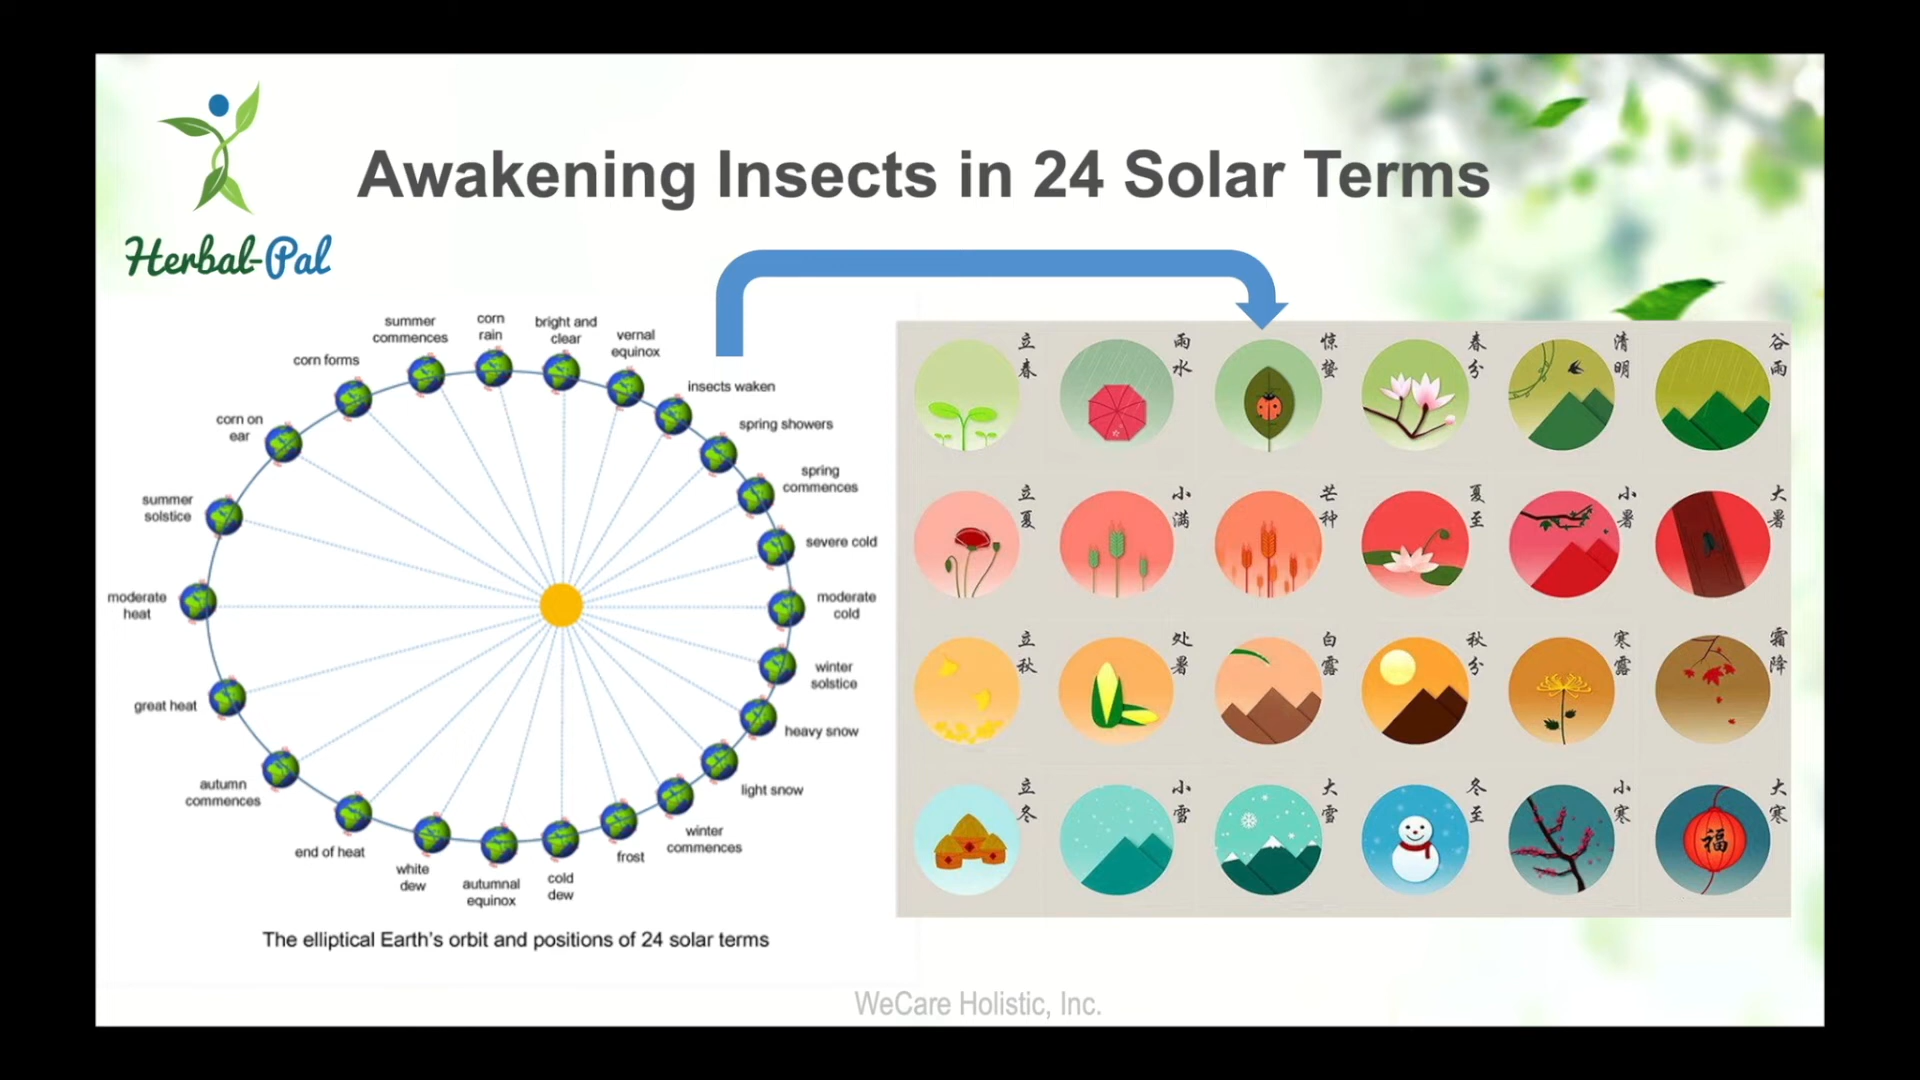 Herbal-Pal
Awakening Insects in 24 Solar Terms
summer
commences
corn
rain
bright and
clear
vernal
equinox
corn forms
insects waken
corn on
ear
spring showers
spring
commences
summer
solstice
severe cold
moderate
heat
moderate
cold
winter
solstice
great heat
heavy snow
autumn
commences
light snow
end of heat
winter
commences
frost
white
dew
autumnal
equinox
cold
dew
The elliptical Earth's orbit and positions of 24 solar terms
立春
雨水
惊蛰
春分
清明
谷雨
立夏
小满
芒种
夏至
小暑
大暑
立秋
处暑
白露
秋分
寒露
霜降
立冬
小雪
大雪
冬至
小寒
大寒
福
WeCare Holistic, Inc.